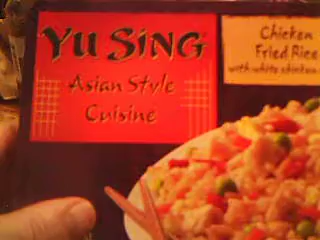 Yu Sing
Asian Style
Cuisine
Chicken
Fried Rice
with white chicken